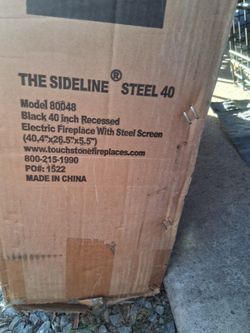 THE SIDELINE® STEEL 40
Model 80048
Black 40 inch Recessed
Electric Fireplace With Steel Screen
(40.4"x26.5"x5.5")
www.touchstonefireplaces.com
800-215-1990
PO#: 1522
MADE IN CHINA